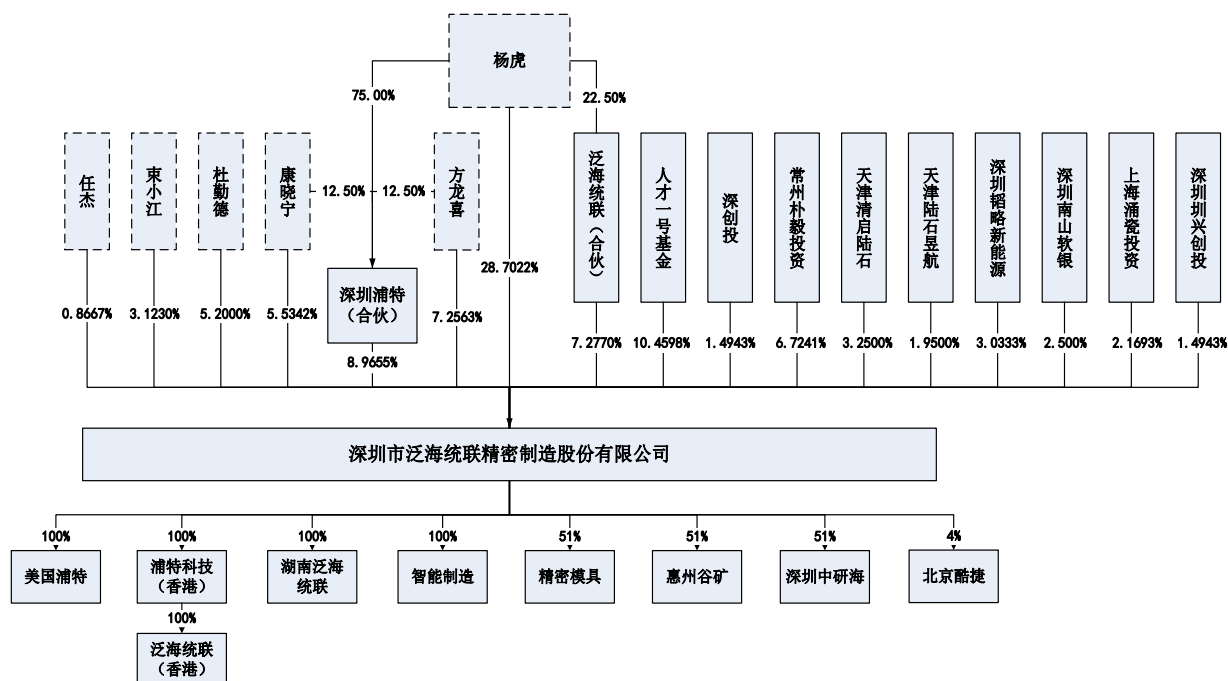 杨虎
75.00%
22.50%
任杰
束小江
杜勤德
康晓宁
12.50%
12.50%
方龙喜
泛海统联（合伙）
人才一号基金
深创投
常州朴毅投资
天津清启陆石
天津陆石昱航
深圳韬略新能源
深圳南山软银
上海涌瓷投资
深圳圳兴创投
28.7022%
深圳浦特
（合伙）
0.8667%
3.1230%
5.2000%
5.5342%
7.2563%
7.2770%
10.4598%
1.4943%
6.7241%
3.2500%
1.9500%
3.0333%
2.500%
2.1693%
1.4943%
8.9655%
深圳市泛海统联精密制造股份有限公司
100%
100%
100%
100%
51%
51%
51%
4%
美国浦特
浦特科技
（香港）
湖南泛海
统联
智能制造
精密模具
惠州谷矿
深圳中研海
北京酷捷
100%
泛海统联
（香港）